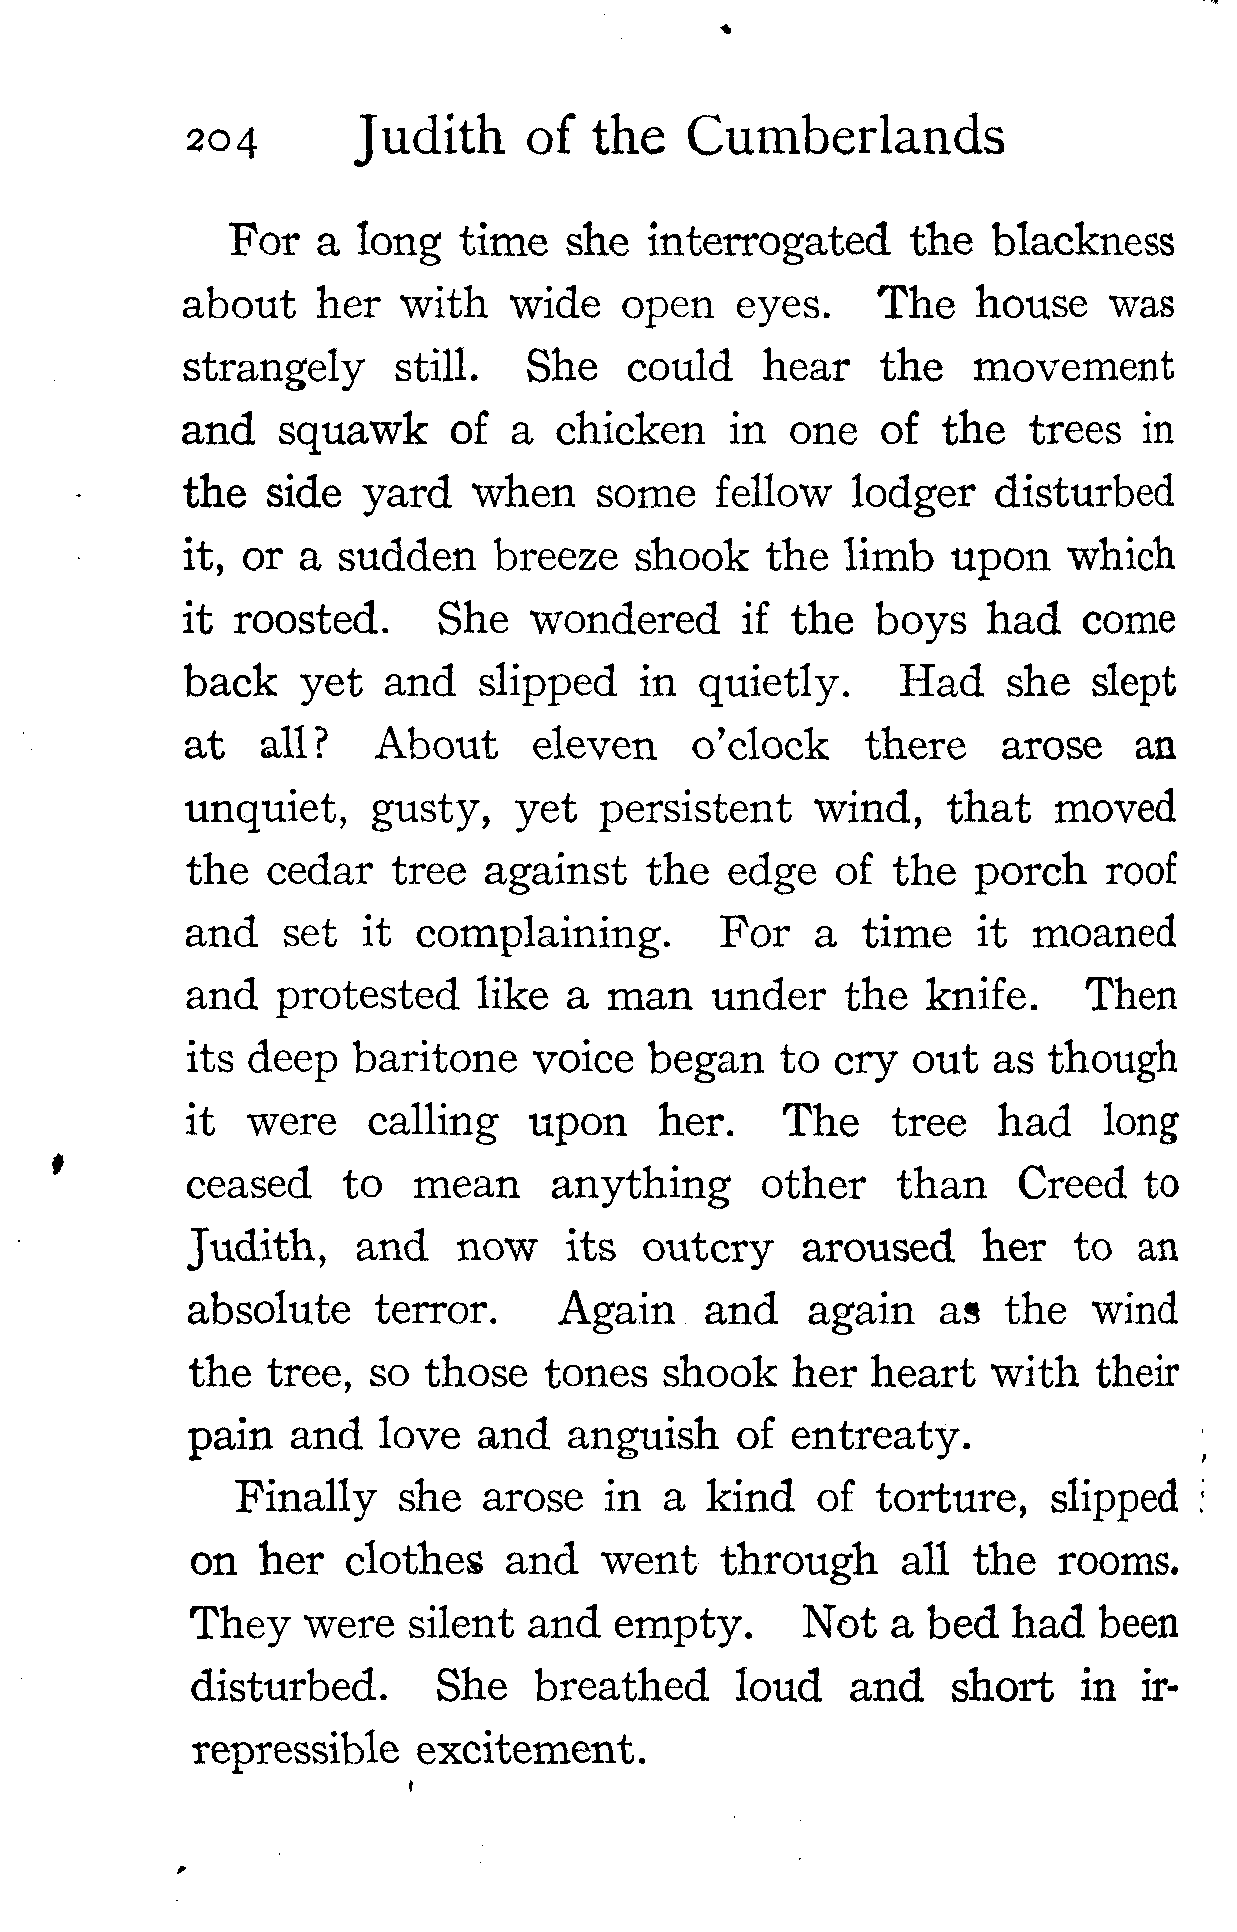 204 Judith of the Cumberlands
For a long time she interrogated the blackness
about her with wide open eyes. The house was
strangely still. She could hear the movement
and squawk of a chicken in one of the trees in
the side yard when some fellow lodger disturbed
it, or a sudden breeze shook the limb upon which
it roosted. She wondered if the boys had come
back yet and slipped in quietly. Had she slept
at all? About eleven o'clock there arose an
unquiet, gusty, yet persistent wind, that moved
the cedar tree against the edge of the porch roof
and set it complaining. For a time it moaned
and protested like a man under the knife. Then
its deep baritone voice began to cry out as though
it were calling upon her. The tree had long
ceased to mean anything other than Creed to
Judith, and now its outcry aroused her to an
absolute terror. Again and again as the wind
the tree, so those tones shook her heart with their
pain and love and anguish of entreaty.
Finally she arose in a kind of torture, slipped
on her clothes and went through all the rooms.
They were silent and empty. Not a bed had been
disturbed. She breathed loud and short in ir-
repressible excitement.